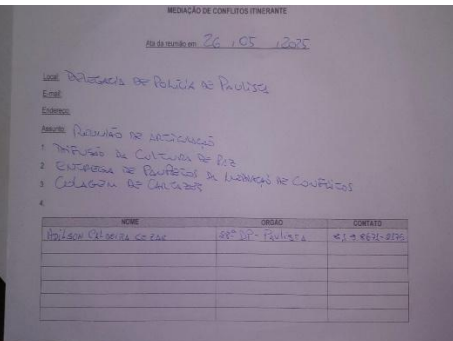 MEDIAÇÃO DE CONFLITOS ITINERANTE
Ata da reunião em: 26 / 05 / 2025
Local: DELEGACIA DE POLÍCIA DE PAULISTA
E-mail:
Endereço:
Assunto: REUNIÃO DE ARTICULAÇÃO
1. DIFUSÃO DA CULTURA DE PAZ
2. ENTREGA DE PANFLETOS DA MEDIAÇÃO DE CONFLITOS
3. COLAGEM DE CARTAZES
4.
NOME ORGÃO CONTATO
DP - Paulista